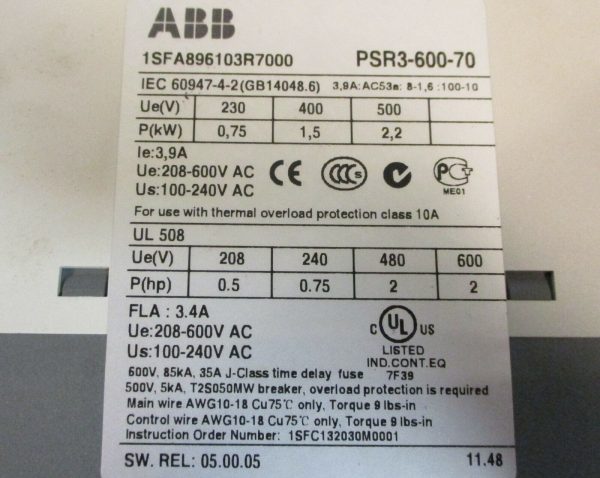 ABB
1SFA896103R7000 PSR3-600-70
IEC 60947-4-2(GB14048.6) 3,9A:AC53a: 8-1,6 :100-10
Ue(V) 230 400 500
P(kW) 0,75 1,5 2,2
Ie:3,9A
Ue:208-600V AC
Us:100-240V AC
CE CCC S PCT
ME01
For use with thermal overload protection class 10A
UL 508
Ue(V) 208 240 480 600
P(hp) 0.5 0.75 2 2
FLA : 3.4A
Ue:208-600V AC
Us:100-240V AC
C UL US
LISTED
IND.CONT.EQ
7F39
600V, 85kA, 35A J-Class time delay fuse
500V, 5kA, T2S050MW breaker, overload protection is required
Main wire AWG10-18 Cu75℃ only, Torque 9 lbs-in
Control wire AWG10-18 Cu75℃ only, Torque 9 lbs-in
Instruction Order Number: 1SFC132030M0001
SW. REL: 05.00.05 11.48